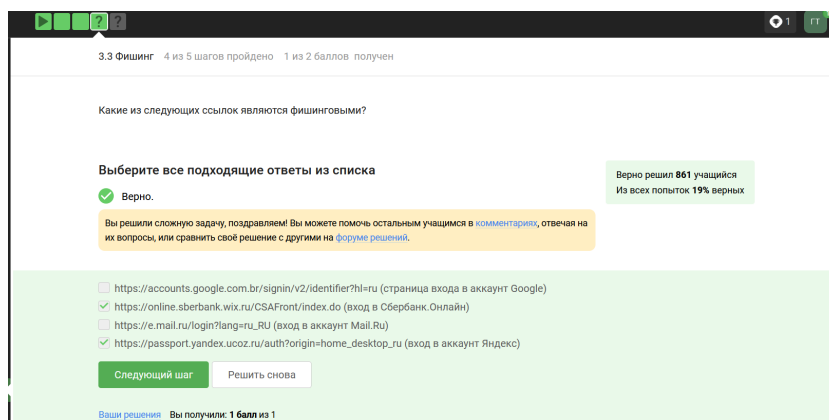 ? ?
1
ГТ
3.3 Фишинг 4 из 5 шагов пройдено 1 из 2 баллов получен
Какие из следующих ссылок являются фишинговыми?
Выберите все подходящие ответы из списка
Верно решил 861 учащийся
Из всех попыток 19% верных
Верно.
Вы решили сложную задачу, поздравляем! Вы можете помочь остальным учащимся в комментариях, отвечая на
их вопросы, или сравнить своё решение с другими на форуме решений.
https://accounts.google.com.br/signin/v2/identifier?hl=ru (страница входа в аккаунт Google)
https://online.sberbank.wix.ru/CSAFront/index.do (вход в Сбербанк.Онлайн)
https://e.mail.ru/login?lang=ru_RU (вход в аккаунт Mail.Ru)
https://passport.yandex.ucoz.ru/auth?origin=home_desktop_ru (вход в аккаунт Яндекс)
Следующий шаг Решить снова
Ваши решения Вы получили: 1 балл из 1